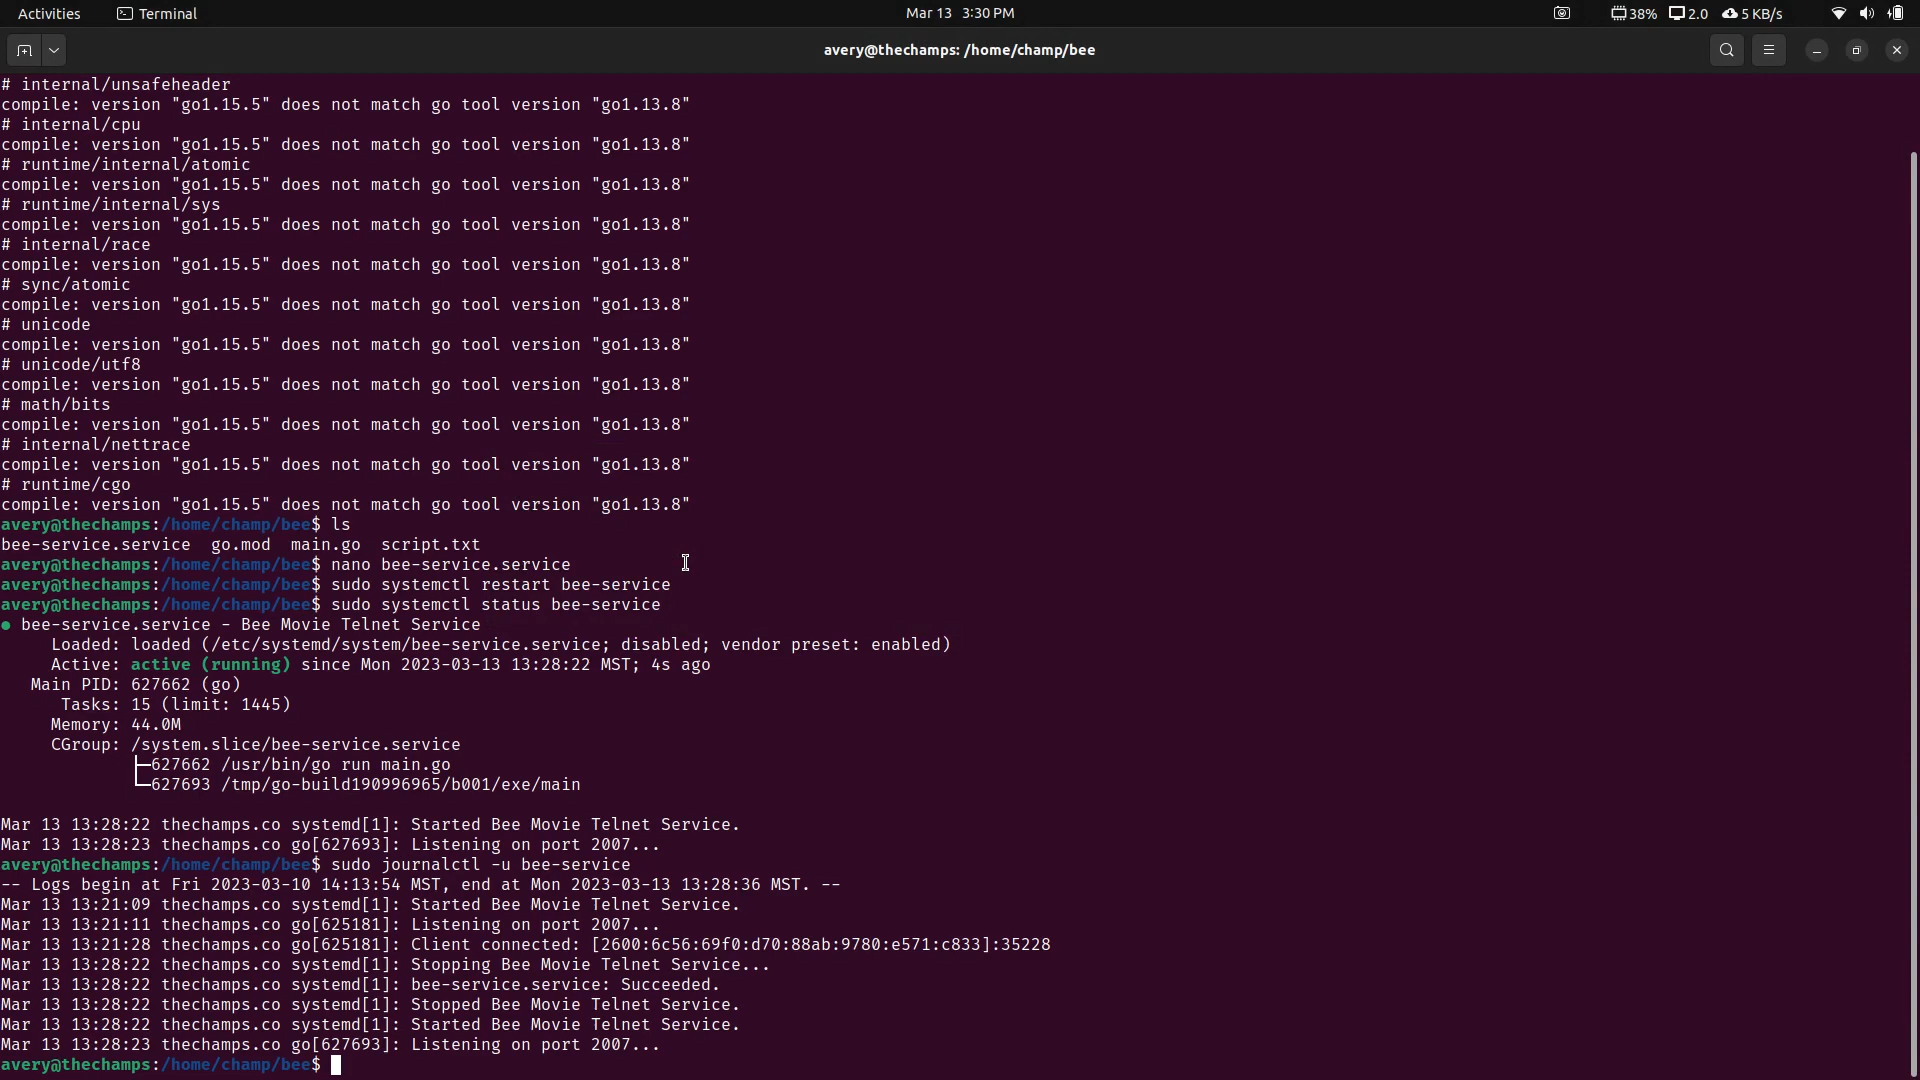 Activities Terminal Mar 13 3:30 PM 38% 2.0 5 KB/s
avery@thechamps: /home/champ/bee
# internal/unsafeheader
compile: version "go1.15.5" does not match go tool version "go1.13.8"
# internal/cpu
compile: version "go1.15.5" does not match go tool version "go1.13.8"
# runtime/internal/atomic
compile: version "go1.15.5" does not match go tool version "go1.13.8"
# runtime/internal/sys
compile: version "go1.15.5" does not match go tool version "go1.13.8"
# internal/race
compile: version "go1.15.5" does not match go tool version "go1.13.8"
# sync/atomic
compile: version "go1.15.5" does not match go tool version "go1.13.8"
# unicode
compile: version "go1.15.5" does not match go tool version "go1.13.8"
# unicode/utf8
compile: version "go1.15.5" does not match go tool version "go1.13.8"
# math/bits
compile: version "go1.15.5" does not match go tool version "go1.13.8"
# internal/nettrace
compile: version "go1.15.5" does not match go tool version "go1.13.8"
# runtime/cgo
compile: version "go1.15.5" does not match go tool version "go1.13.8"
avery@thechamps:/home/champ/bee$ ls
bee-service.service  go.mod  main.go  script.txt
avery@thechamps:/home/champ/bee$ nano bee-service.service
avery@thechamps:/home/champ/bee$ sudo systemctl restart bee-service
avery@thechamps:/home/champ/bee$ sudo systemctl status bee-service
● bee-service.service - Bee Movie Telnet Service
     Loaded: loaded (/etc/systemd/system/bee-service.service; disabled; vendor preset: enabled)
     Active: active (running) since Mon 2023-03-13 13:28:22 MST; 4s ago
   Main PID: 627662 (go)
      Tasks: 15 (limit: 1445)
     Memory: 44.0M
     CGroup: /system.slice/bee-service.service
             ├─627662 /usr/bin/go run main.go
             └─627693 /tmp/go-build190996965/b001/exe/main
Mar 13 13:28:22 thechamps.co systemd[1]: Started Bee Movie Telnet Service.
Mar 13 13:28:23 thechamps.co go[627693]: Listening on port 2007...
avery@thechamps:/home/champ/bee$ sudo journalctl -u bee-service
-- Logs begin at Fri 2023-03-10 14:13:54 MST, end at Mon 2023-03-13 13:28:36 MST. --
Mar 13 13:21:09 thechamps.co systemd[1]: Started Bee Movie Telnet Service.
Mar 13 13:21:11 thechamps.co go[625181]: Listening on port 2007...
Mar 13 13:21:28 thechamps.co go[625181]: Client connected: [2600:6c56:69f0:d70:88ab:9780:e571:c833]:35228
Mar 13 13:28:22 thechamps.co systemd[1]: Stopping Bee Movie Telnet Service...
Mar 13 13:28:22 thechamps.co systemd[1]: bee-service.service: Succeeded.
Mar 13 13:28:22 thechamps.co systemd[1]: Stopped Bee Movie Telnet Service.
Mar 13 13:28:22 thechamps.co systemd[1]: Started Bee Movie Telnet Service.
Mar 13 13:28:23 thechamps.co go[627693]: Listening on port 2007...
avery@thechamps:/home/champ/bee$